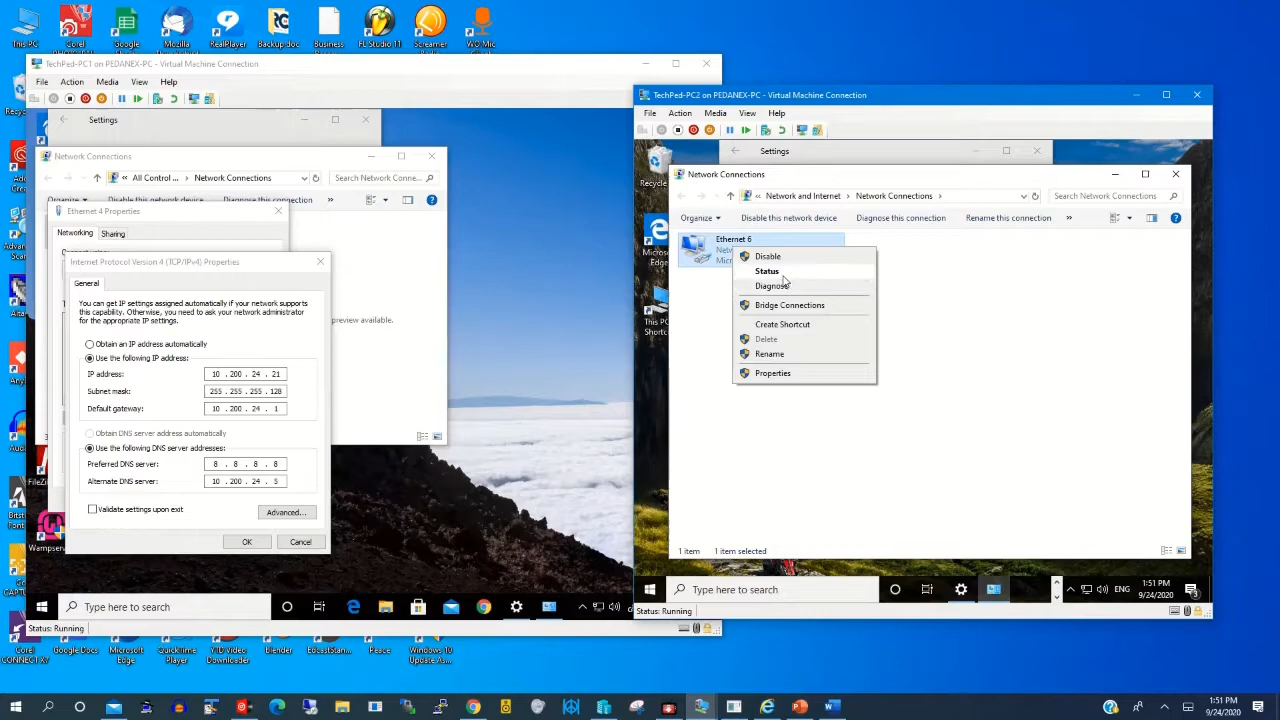 This PC
Corel
Google
Mozilla
RealPlayer
Backup.doc
Business
FL Studio 11
Screamer
WO Mic
TechPed-PC1 on PEDANEX-PC - Virtual Machine Connection
File Action Media View Help
Settings
Network Connections
All Control ... Network Connections
Search Network Conne...
Organize Disable this network device Diagnose this connection »
Ethernet 4 Properties
Networking Sharing
Internet Protocol Version 4 (TCP/IPv4) Properties
General
You can get IP settings assigned automatically if your network supports
this capability. Otherwise, you need to ask your network administrator
for the appropriate IP settings.
preview available.
Obtain an IP address automatically
Use the following IP address:
IP address: 10 . 200 . 24 . 21
Subnet mask: 255 . 255 . 255 . 128
Default gateway: 10 . 200 . 24 . 1
Obtain DNS server address automatically
Use the following DNS server addresses:
Preferred DNS server: 8 . 8 . 8 . 8
Alternate DNS server: 10 . 200 . 24 . 5
Validate settings upon exit
Advanced...
OK Cancel
Type here to search
Status: Running
TechPed-PC2 on PEDANEX-PC - Virtual Machine Connection
File Action Media View Help
Recycle
Settings
Network Connections
« Network and Internet › Network Connections ›
Search Network Connections
Organize Disable this network device Diagnose this connection Rename this connection »
Microsoft
Edge
This PC
Shortc
Ethernet 6
Disable
Status
Diagnose
Bridge Connections
Create Shortcut
Delete
Rename
Properties
1 item 1 item selected
Type here to search
ENG
1:51 PM
9/24/2020
Status: Running
Corel
CONNECT X7
Google Docs
Microsoft
Edge
QuickTime
Player
YTD Video
Downloader
Blender
EdcastStan...
Peace
Windows 10
Update As...
1:51 PM
9/24/2020